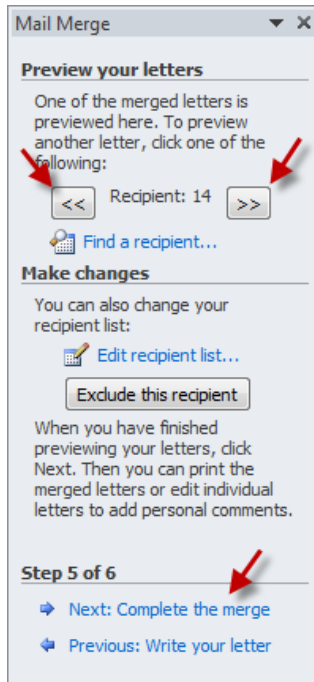 Mail Merge
Preview your letters
One of the merged letters is
previewed here. To preview
another letter, click one of the
following:
<< Recipient: 14 >>
Find a recipient...
Make changes
You can also change your
recipient list:
Edit recipient list...
Exclude this recipient
When you have finished
previewing your letters, click
Next. Then you can print the
merged letters or edit individual
letters to add personal comments.
Step 5 of 6
Next: Complete the merge
Previous: Write your letter